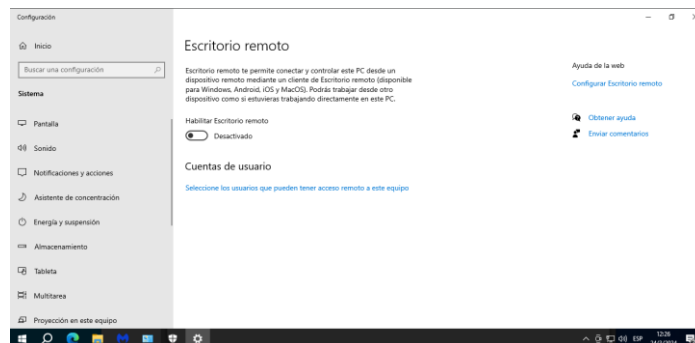 Configuración
Inicio
Buscar una configuración
Sistema
Pantalla
Sonido
Notificaciones y acciones
Asistente de concentración
Energía y suspensión
Almacenamiento
Tableta
Multitarea
Proyección en este equipo
Escritorio remoto
Escritorio remoto te permite conectar y controlar este PC desde un
dispositivo remoto mediante un cliente de Escritorio remoto (disponible
para Windows, Android, iOS y MacOS). Podrás trabajar desde otro
dispositivo como si estuvieras trabajando directamente en este PC.
Habilitar Escritorio remoto
Desactivado
Cuentas de usuario
Seleccione los usuarios que pueden tener acceso remoto a este equipo
Ayuda de la web
Configurar Escritorio remoto
Obtener ayuda
Enviar comentarios
ESP
12:26